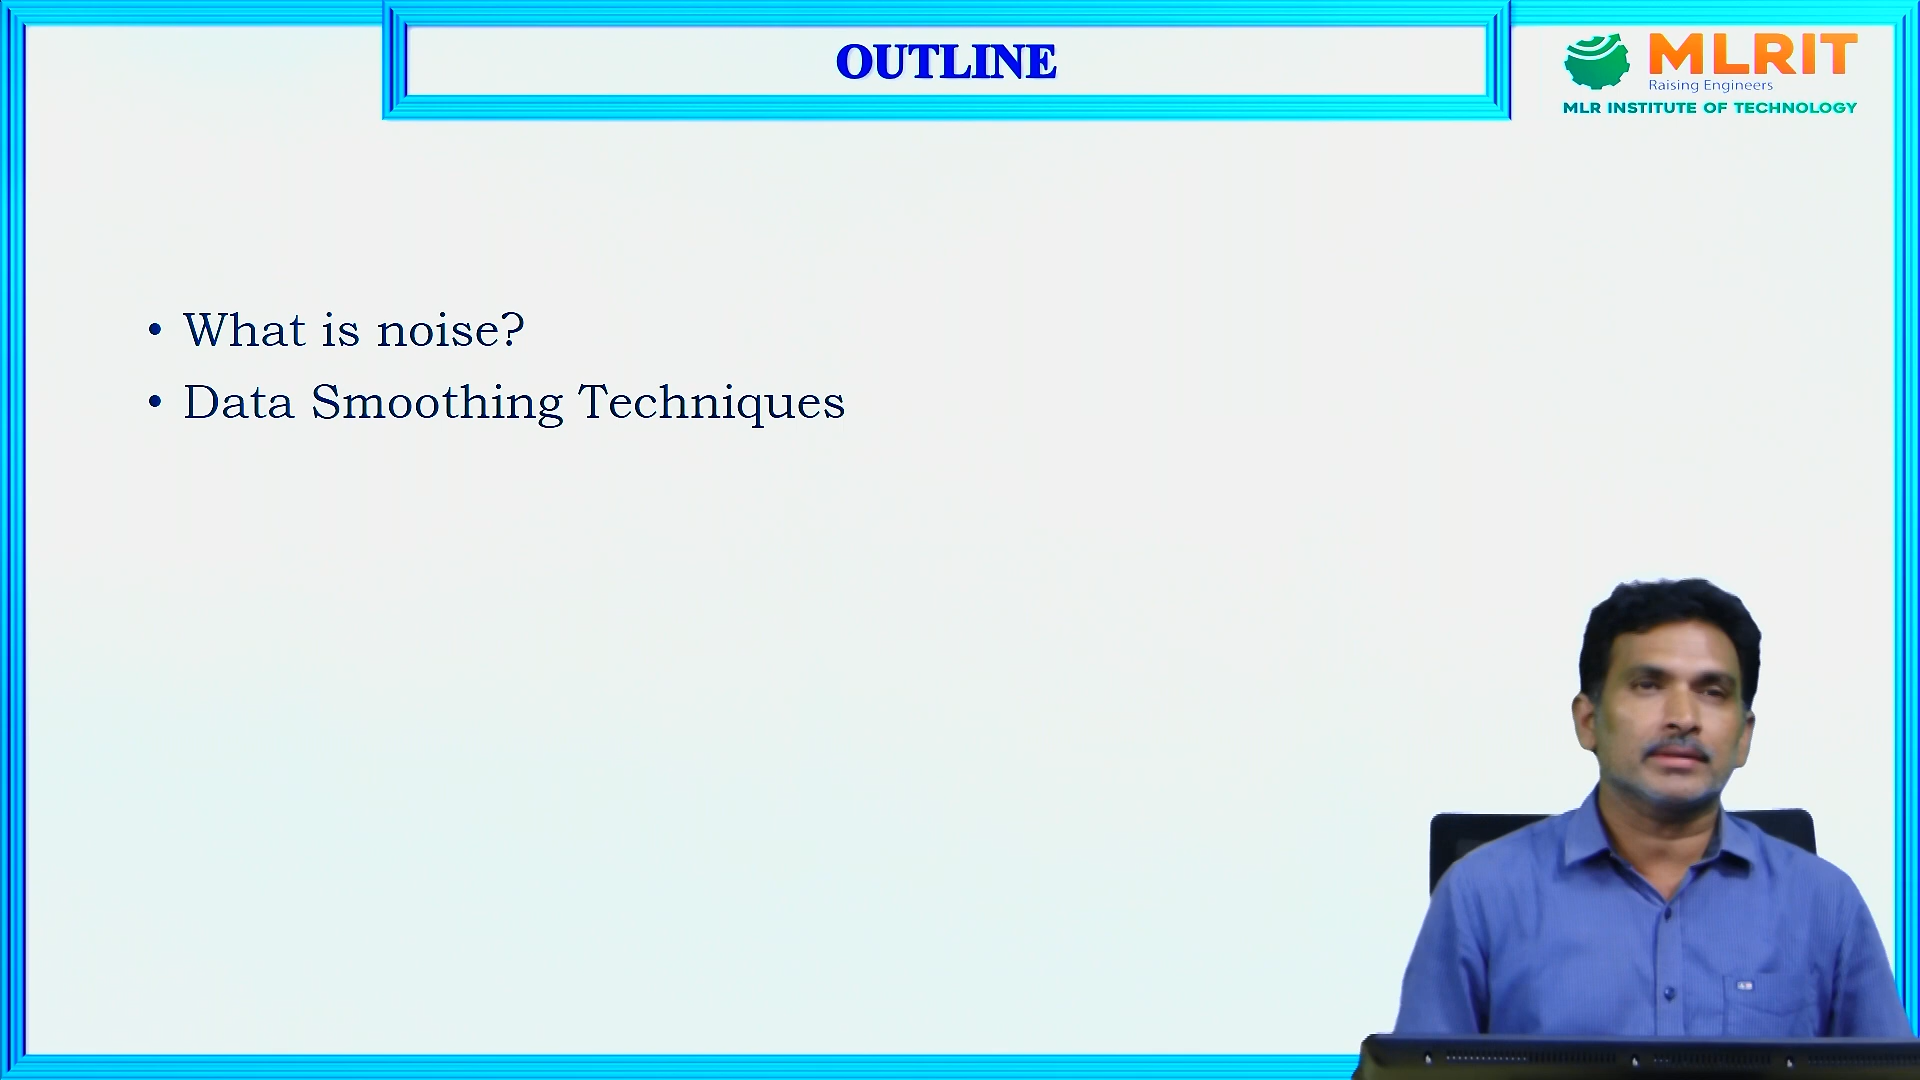 OUTLINE
MLRIT
Raising Engineers
MLR INSTITUTE OF TECHNOLOGY
• What is noise?
• Data Smoothing Techniques